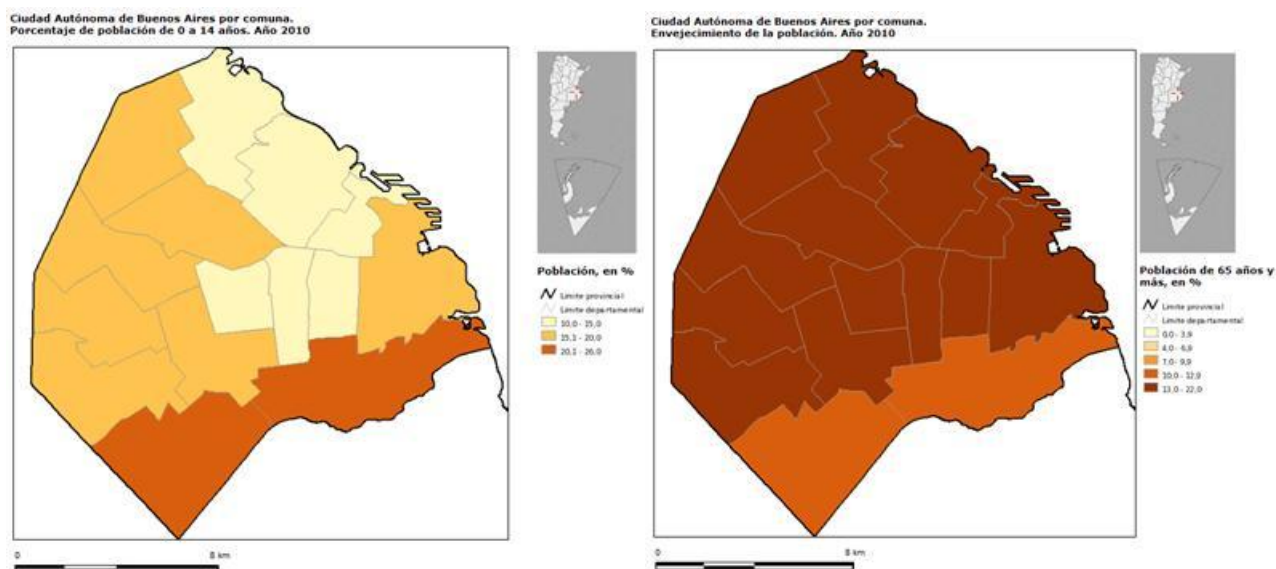 Ciudad Autónoma de Buenos Aires por comuna.
Porcentaje de población de 0 a 14 años. Año 2010
Población, en %
Límite provincial
Límite departamental
10,0 - 15,0
15,1 - 20,0
20,1 - 26,0
0
8 km
Ciudad Autónoma de Buenos Aires por comuna.
Envejecimiento de la población. Año 2010
Población de 65 años y
más, en %
Límite provincial
Límite departamental
0,0 - 3,9
4,0 - 6,9
7,0 - 9,9
10,0 - 12,9
13,0 - 22,0
0
8 km